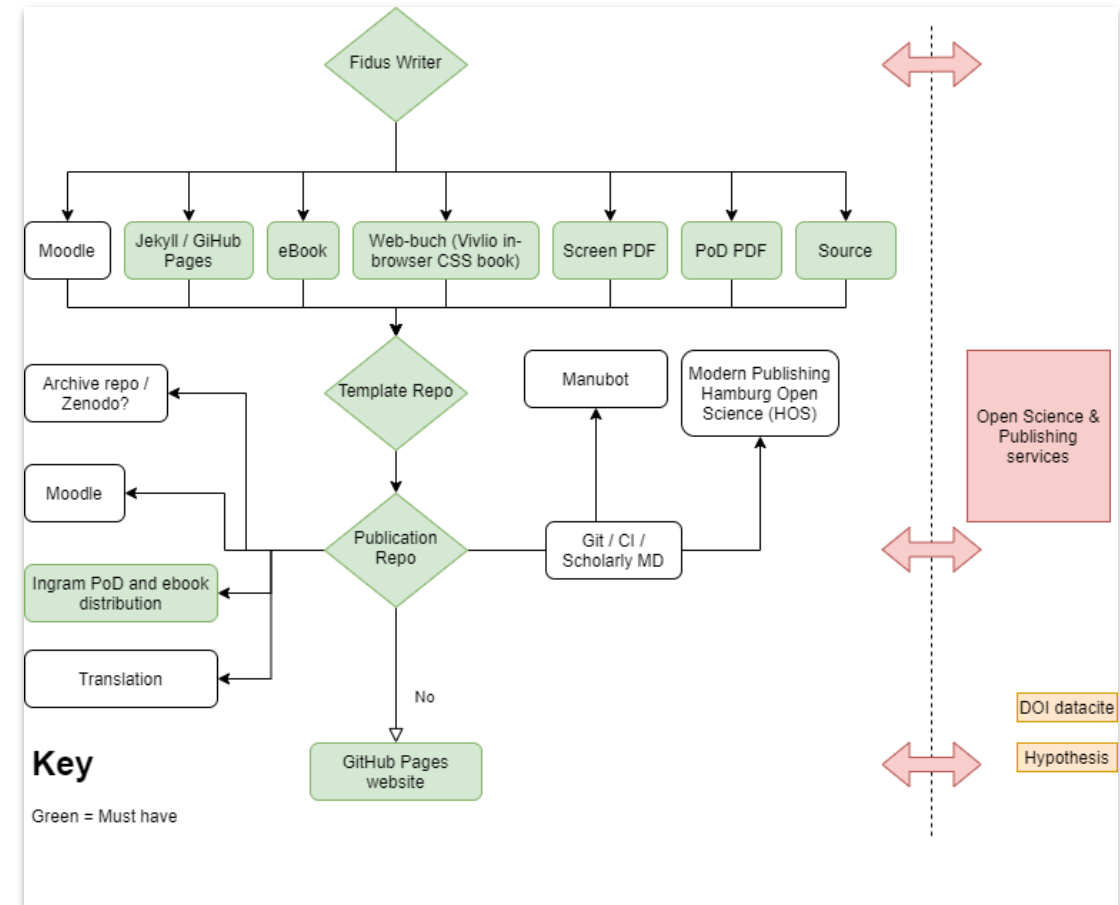 Fidus Writer
Moodle
Jekyll / GiHub
Pages
eBook
Web-buch (Vivlio in-
browser CSS book)
Screen PDF
PoD PDF
Source
Archive repo /
Zenodo?
Template Repo
Manubot
Modern Publishing
Hamburg Open
Science (HOS)
Open Science &
Publishing
services
Moodle
Publication
Repo
Git / CI /
Scholarly MD
Ingram PoD and ebook
distribution
Translation
No
DOI datacite
Key
GitHub Pages
website
Hypothesis
Green = Must have